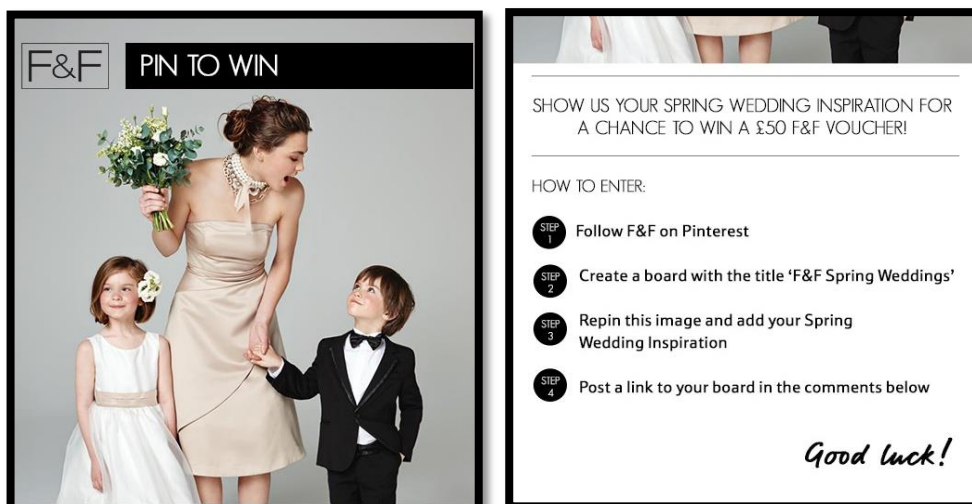 F&F
PIN TO WIN
SHOW US YOUR SPRING WEDDING INSPIRATION FOR
A CHANCE TO WIN A £50 F&F VOUCHER!
HOW TO ENTER:
STEP
1
Follow F&F on Pinterest
STEP
2
Create a board with the title ‘F&F Spring Weddings’
STEP
3
Repin this image and add your Spring
Wedding Inspiration
STEP
4
Post a link to your board in the comments below
Good luck!